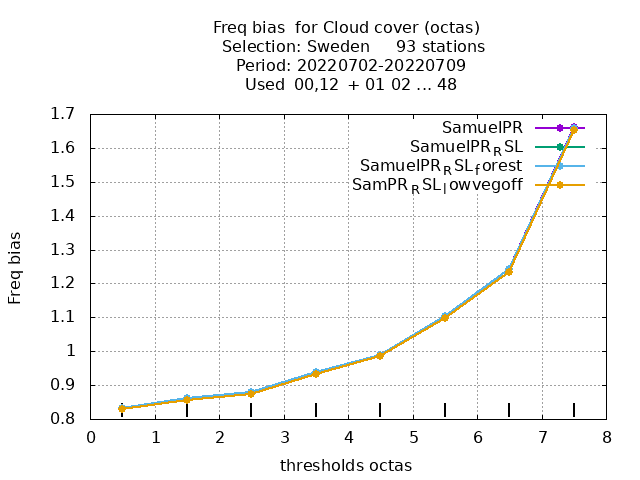 Freq bias for Cloud cover (octas)
Selection: Sweden 93 stations
Period: 20220702-20220709
Used 00,12 + 01 02 ... 48
1.7
1.6
1.5
1.4
1.3
1.2
1.1
1
0.9
0.8
Freq bias
SamuelPR
SamuelPR_RSL
SamuelPR_RSL_forest
SamPR_RSL_lowvegoff
0 1 2 3 4 5 6 7 8
thresholds octas